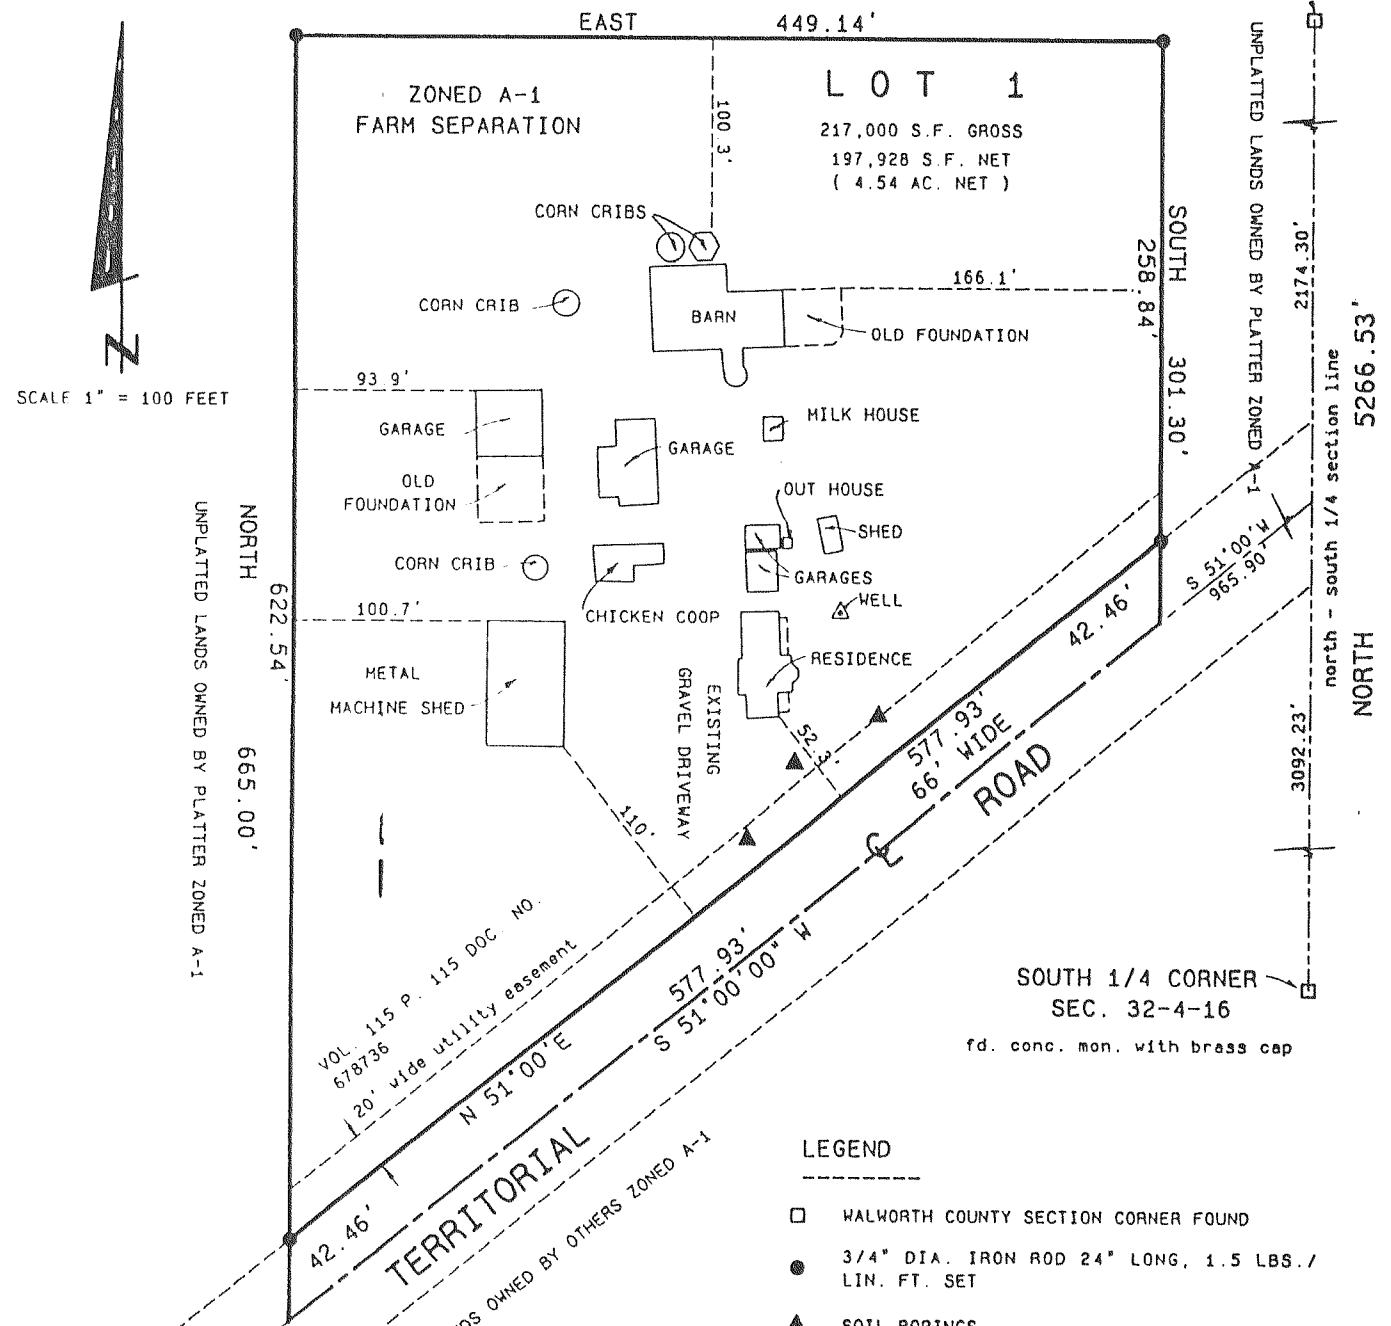 EAST 449.14'
ZONED A-1
FARM SEPARATION
LOT 1
217,000 S.F. GROSS
197,928 S.F. NET
( 4.54 AC. NET )
100.3'
CORN CRIBS
CORN CRIB
BARN
166.1'
OLD FOUNDATION
SOUTH
258.84'
301.30'
UNPLATTED LANDS OWNED BY PLATTER ZONED A-1
2174.30'
north - south 1/4 section line
5266.53'
NORTH
3092.23'
N
SCALE 1" = 100 FEET
93.9'
GARAGE
OLD
FOUNDATION
GARAGE
MILK HOUSE
OUT HOUSE
SHED
GARAGES
WELL
CORN CRIB
CHICKEN COOP
100.7'
METAL
MACHINE SHED
RESIDENCE
EXISTING
GRAVEL DRIVEWAY
52.3'
110'
NORTH
622.54'
665.00'
UNPLATTED LANDS OWNED BY PLATTER ZONED A-1
S 51°00' W
965.90'
42.46'
577.93'
66' WIDE
ROAD
CL
577.93'
S 51°00'00" W
VOL. 115 P. 115 DOC. NO.
678736
20' wide utility easement
N 51°00'E
42.46'
TERRITORIAL
OWNED BY OTHERS ZONED A-1
SOUTH 1/4 CORNER
SEC. 32-4-16
fd. conc. mon. with brass cap
LEGEND
WALWORTH COUNTY SECTION CORNER FOUND
3/4" DIA. IRON ROD 24" LONG, 1.5 LBS./
LIN. FT. SET
SOIL BORINGS